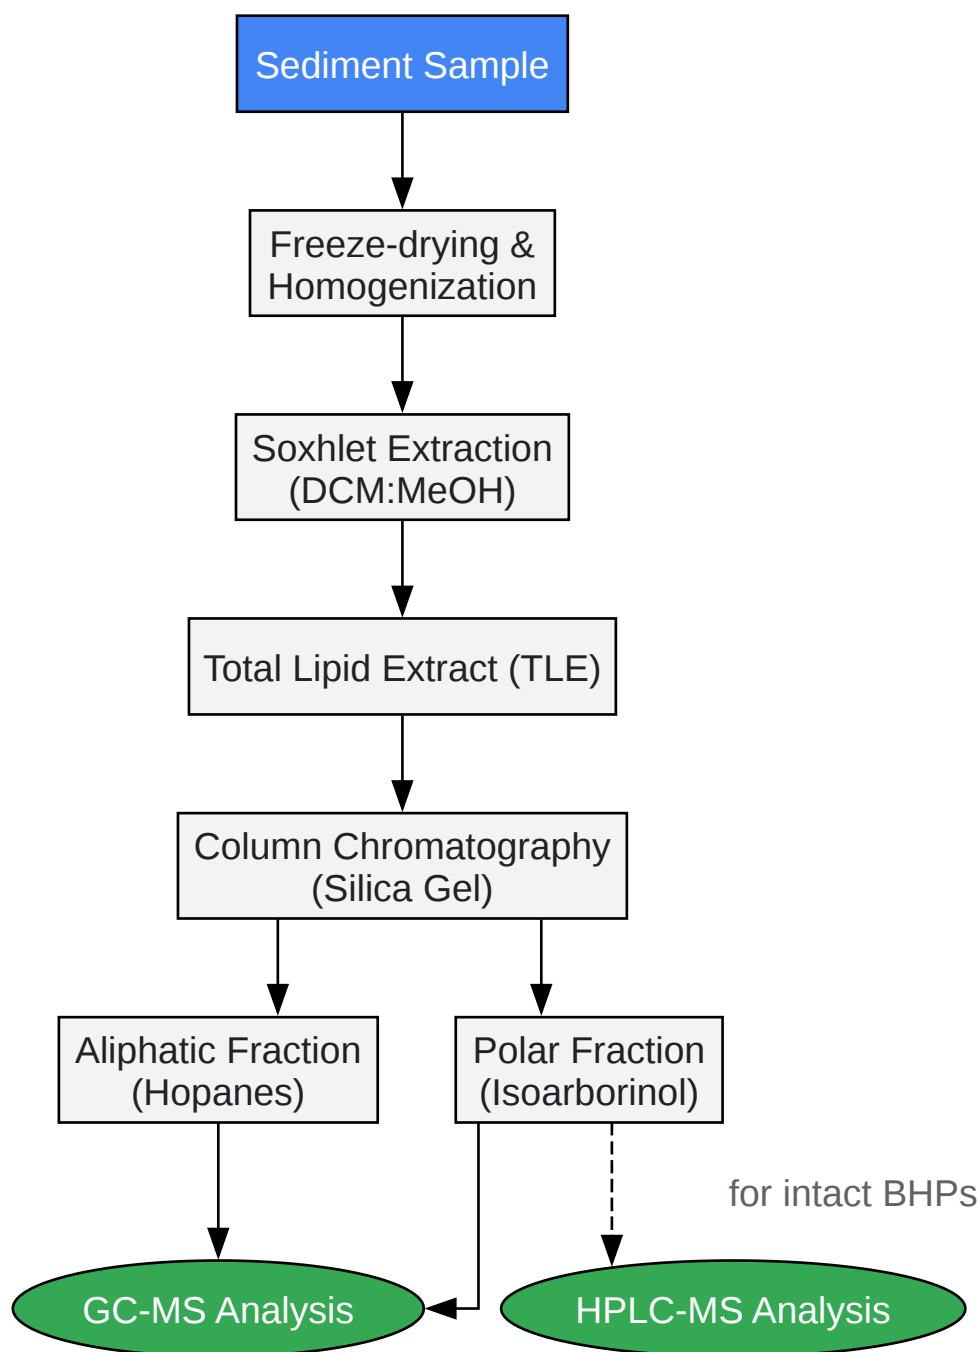 Sediment Sample
Freeze-drying &
Homogenization
Soxhlet Extraction
(DCM:MeOH)
Total Lipid Extract (TLE)
Column Chromatography
(Silica Gel)
Aliphatic Fraction
(Hopanes)
Polar Fraction
(Isoarborinol)
for intact BHPs
GC-MS Analysis
HPLC-MS Analysis